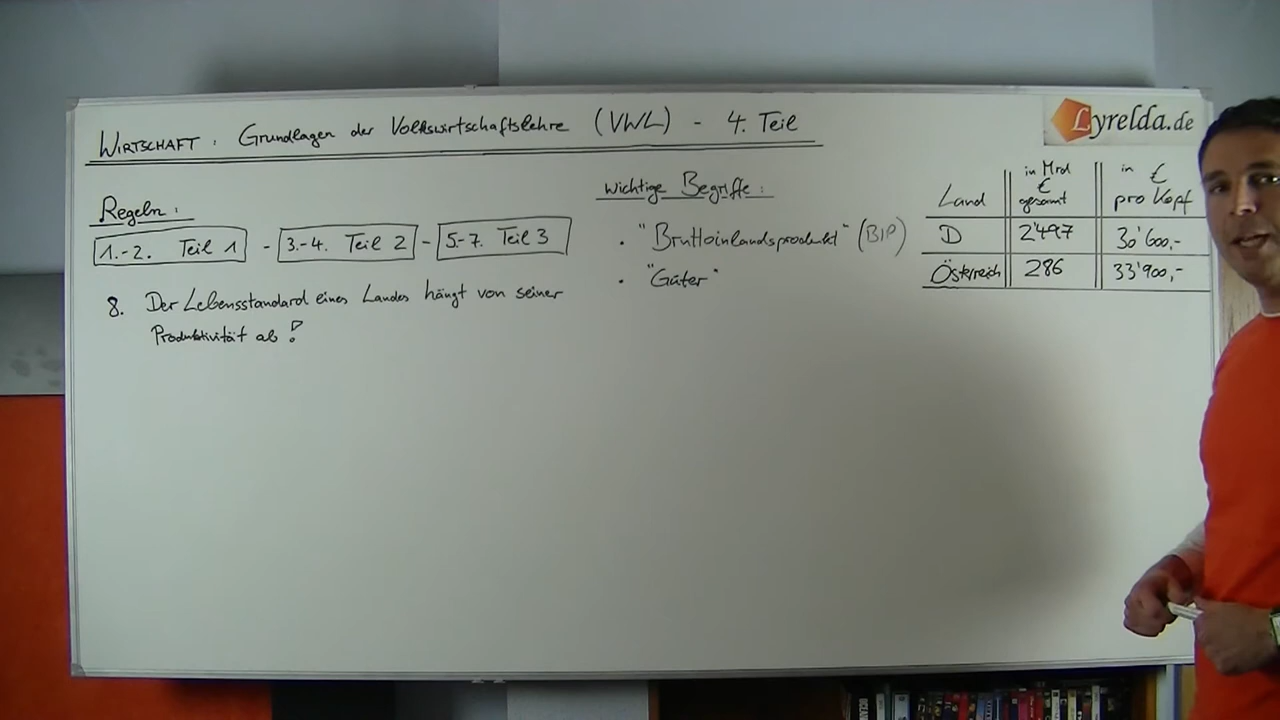 WIRTSCHAFT: Grundlagen der Volkswirtschaftslehre (VWL) - 4. Teil
Lyrelda.de
Regeln:
1.-2. Teil 1 - 3.-4. Teil 2 - 5.-7. Teil 3
8. Der Lebensstandard eines Landes hängt von seiner
Produktivität ab!
Wichtige Begriffe:
• "Bruttoinlandsprodukt" (BIP)
• "Güter"
Land | in Mrd € gesamt | in € pro Kopf
D | 2'497 | 30'600,-
Österreich | 286 | 33'900,-